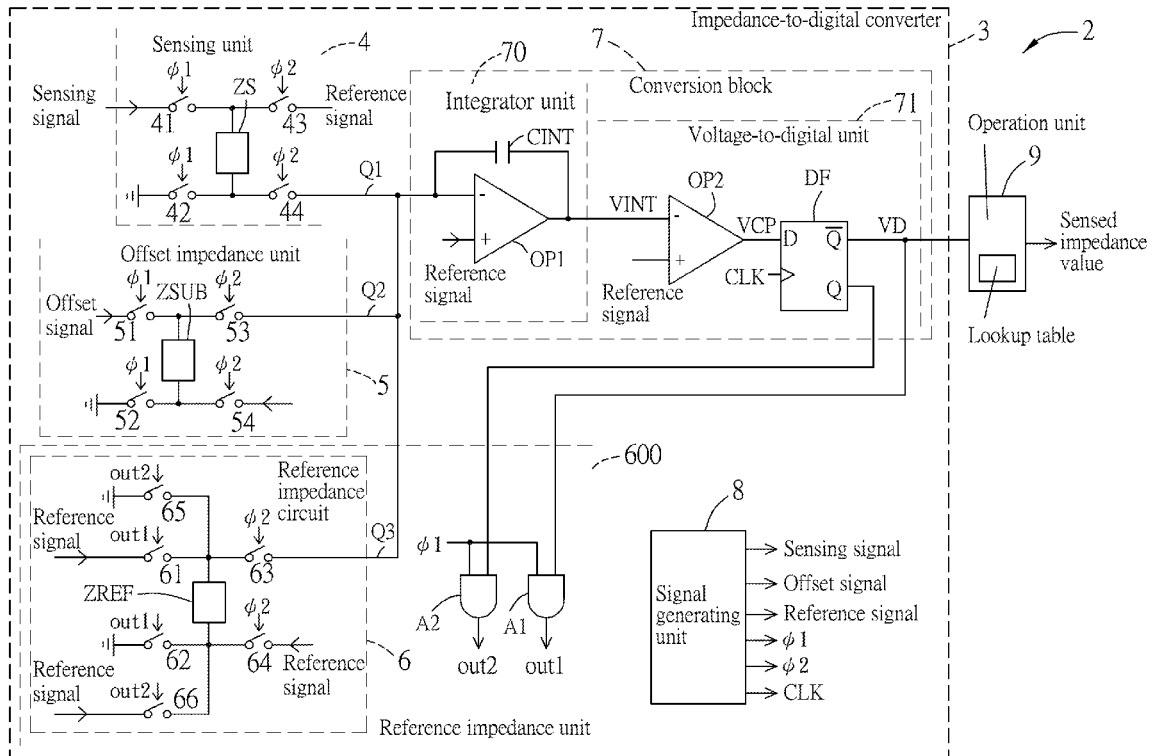 Impedance-to-digital converter
3
2
Sensing unit
4
ϕ1
ϕ2
Sensing signal
ZS
Reference signal
41
43
ϕ1
ϕ2
42
44
Q1
7
70
Conversion block
Integrator unit
71
CINT
Voltage-to-digital unit
-
+
OP1
Reference signal
VINT
OP2
-
+
Reference signal
VCP
DF
D
Q̅
Q
CLK
VD
Operation unit
9
Sensed impedance value
Lookup table
Offset impedance unit
ϕ1
ZSUB
ϕ2
Offset signal
51
53
Q2
ϕ1
ϕ2
52
54
5
600
out2
Reference impedance circuit
65
Reference signal
out1
ϕ2
61
63
Q3
ZREF
out1
ϕ2
62
64
Reference signal
6
Reference signal
out2
66
Reference impedance unit
ϕ1
A2
A1
out2
out1
8
Signal generating unit
Sensing signal
Offset signal
Reference signal
ϕ1
ϕ2
CLK